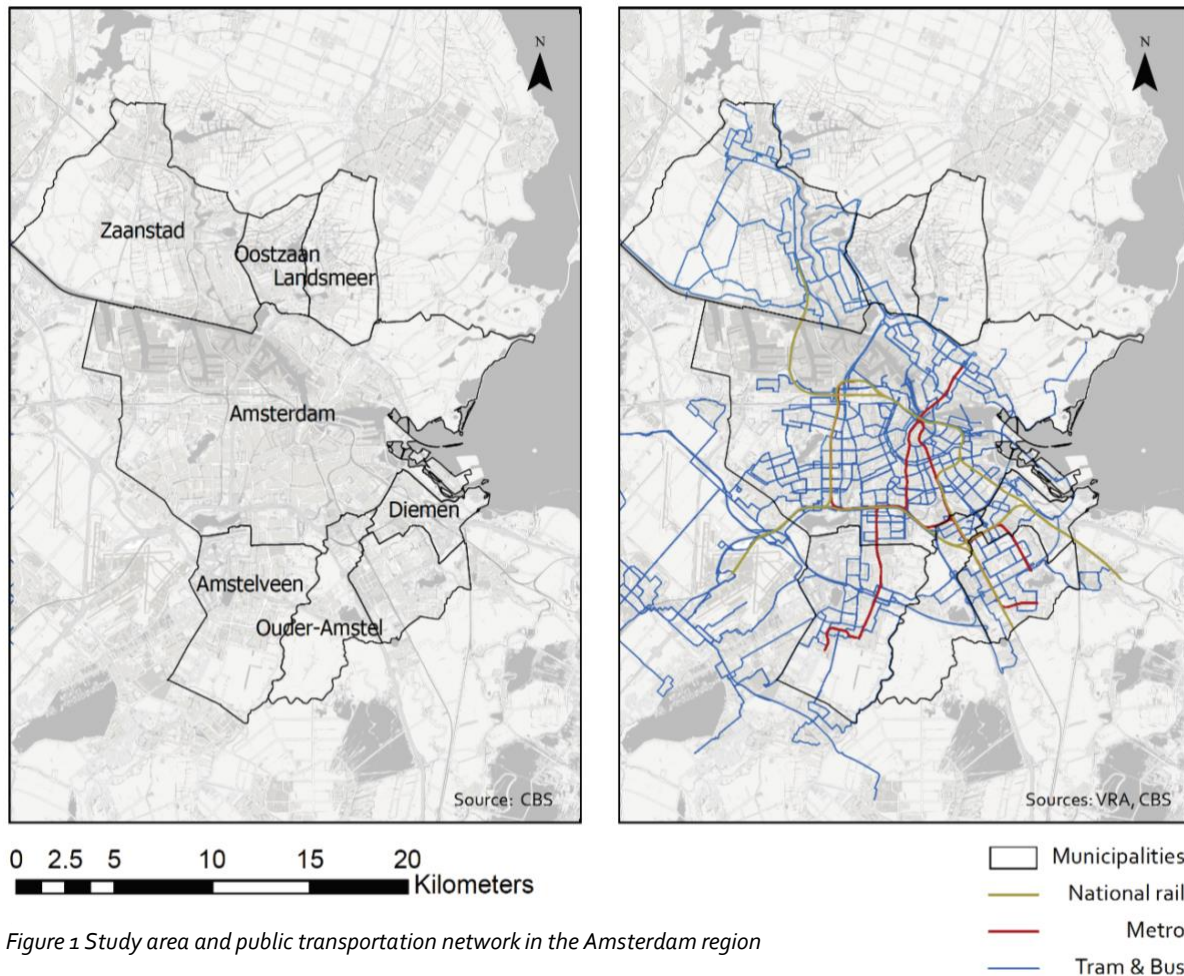 N
Zaanstad
Oostzaan
Landsmeer
Amsterdam
Diemen
Amstelveen
Ouder-Amstel
Source: CBS
N
Sources: VRA, CBS
0 2.5 5 10 15 20
Kilometers
Municipalities
National rail
Metro
Tram & Bus
Figure 1 Study area and public transportation network in the Amsterdam region